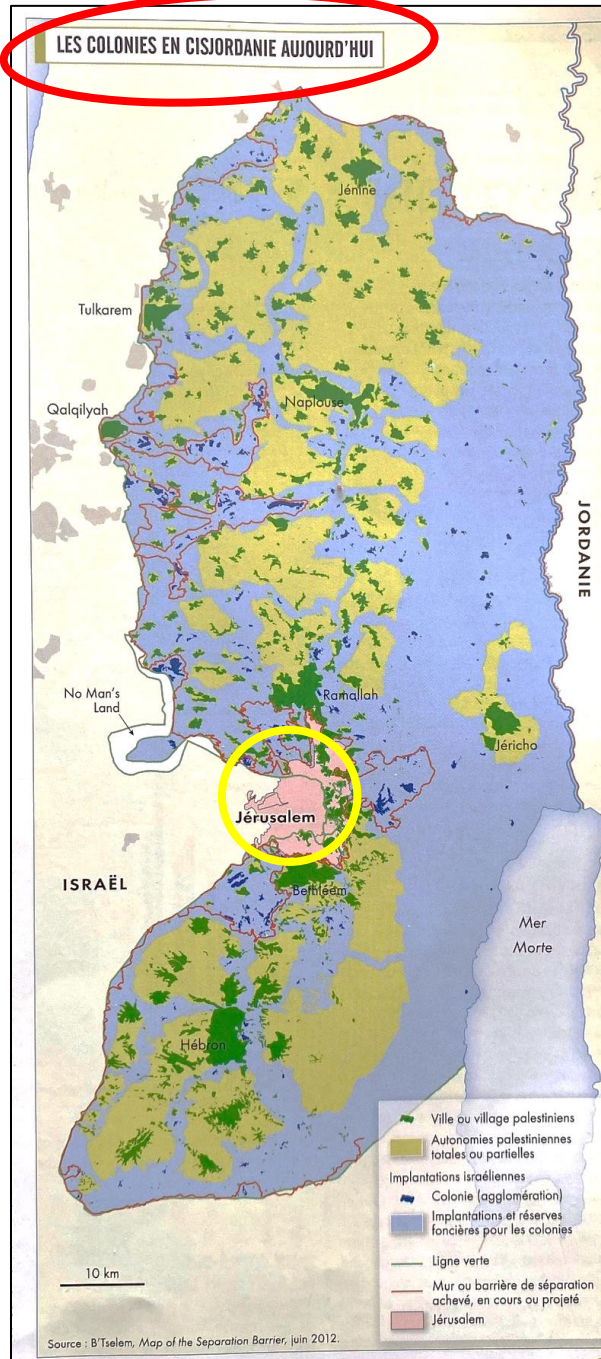 LES COLONIES EN CISJORDANIE AUJOURD'HUI
Jénine
Tulkarem
Naplouse
Qalqilyah
JORDANIE
Ramallah
No Man's
Land
Jéricho
Jérusalem
ISRAËL
Bethléem
Mer
Morte
Hébron
Ville ou village palestiniens
Autonomies palestiniennes
totales ou partielles
Implantations israéliennes
Colonie (agglomération)
Implantations et réserves
foncières pour les colonies
Ligne verte
Mur ou barrière de séparation
achevé, en cours ou projeté
Jérusalem
10 km
Source : B'Tselem, Map of the Separation Barrier, juin 2012.